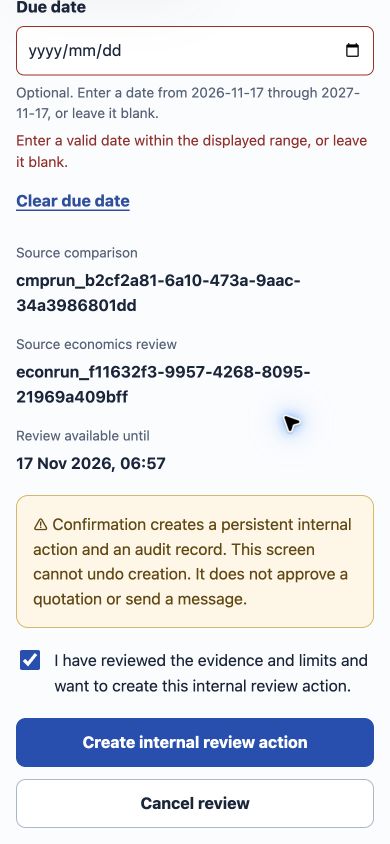 Due date
yyyy/mm/dd
Optional. Enter a date from 2026-11-17 through 2027-
11-17, or leave it blank.
Enter a valid date within the displayed range, or leave
it blank.
Clear due date
Source comparison
cmprun_b2cf2a81-6a10-473a-9aac-
34a3986801dd
Source economics review
econrun_f11632f3-9957-4268-8095-
21969a409bff
Review available until
17 Nov 2026, 06:57
⚠ Confirmation creates a persistent internal
action and an audit record. This screen
cannot undo creation. It does not approve a
quotation or send a message.
I have reviewed the evidence and limits and
want to create this internal review action.
Create internal review action
Cancel review